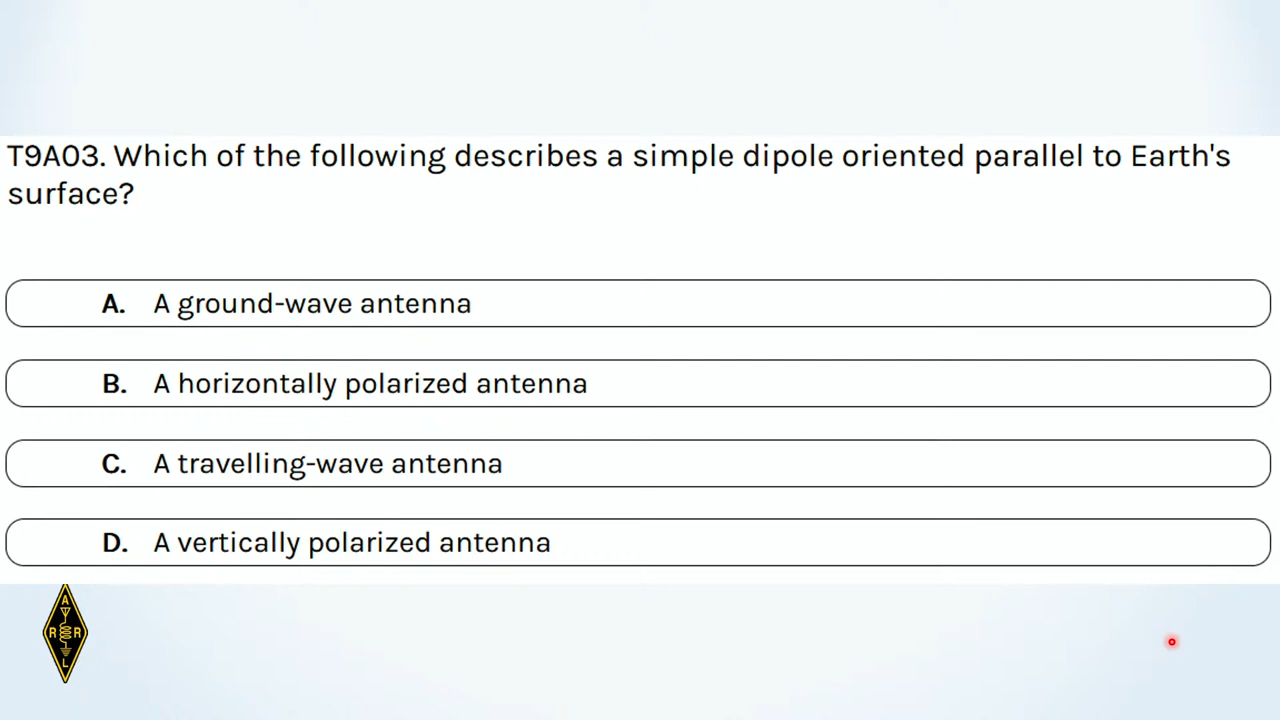 T9A03. Which of the following describes a simple dipole oriented parallel to Earth's
surface?
A. A ground-wave antenna
B. A horizontally polarized antenna
C. A travelling-wave antenna
D. A vertically polarized antenna
A
R R
L